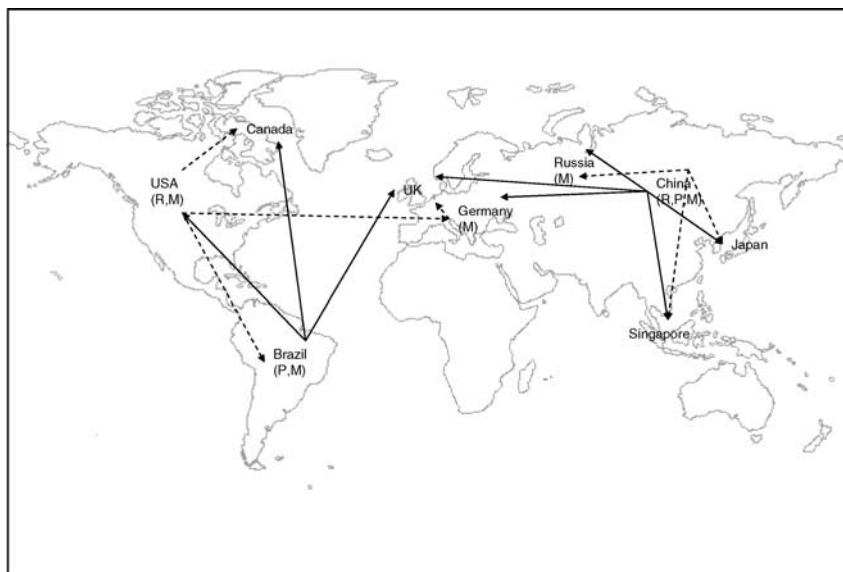 Canada
USA
(R,M)
UK
Germany
(M)
Russia
(M)
China
(R,P,M)
Japan
Singapore
Brazil
(P,M)